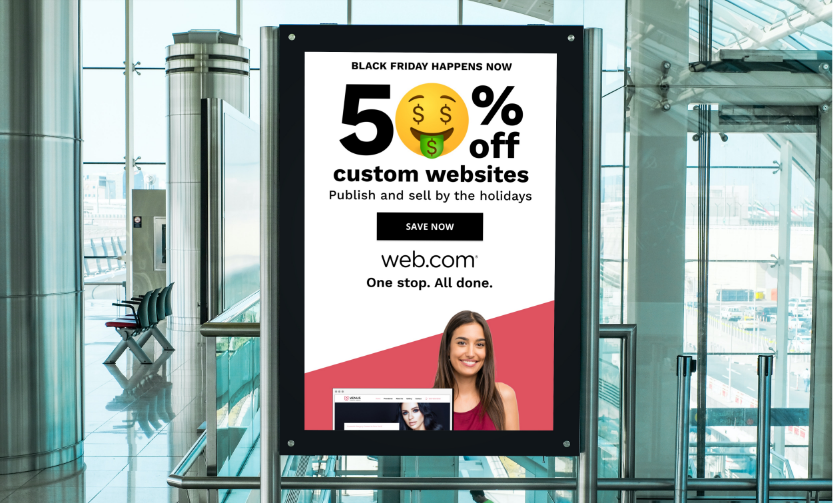 BLACK FRIDAY HAPPENS NOW
50% off
custom websites
Publish and sell by the holidays
SAVE NOW
web.com®
One stop. All done.